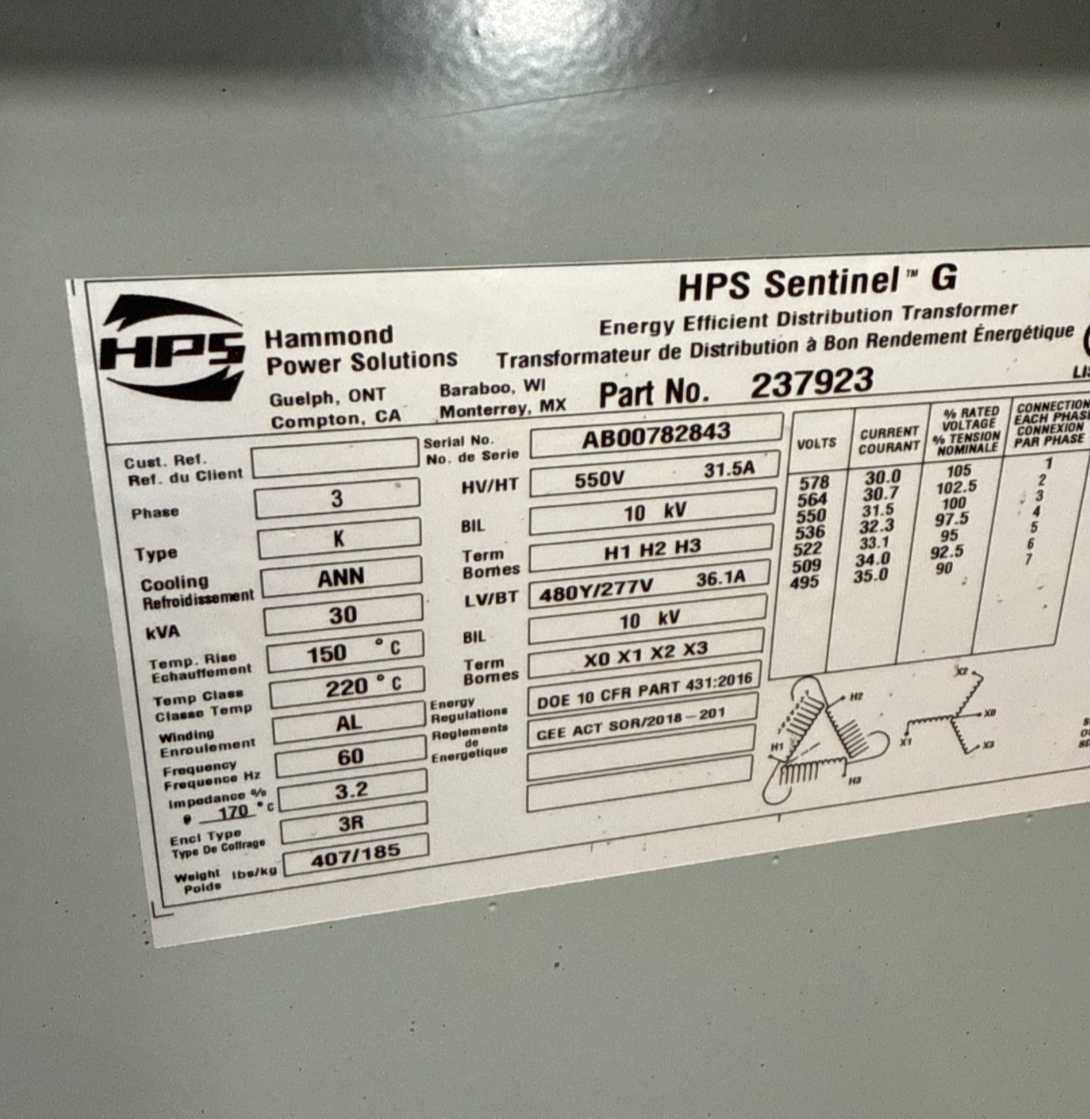 HPS Sentinel™ G
Energy Efficient Distribution Transformer
Transformateur de Distribution à Bon Rendement Énergétique
HPS
Hammond
Power Solutions
Guelph, ONT Baraboo, WI
Compton, CA Monterrey, MX
Part No. 237923
Cust. Ref.
Ref. du Client
Phase 3
Type K
Cooling
Refroidissement ANN
kVA 30
Temp. Rise
Echauffement 150 °C
Temp Class
Classe Temp 220 °C
Winding
Enroulement AL
Frequency
Frequence Hz 60
Impedance %
@ 170 °C 3.2
Encl Type
Type De Coffrage 3R
Weight
Poids lbs/kg 407/185
Serial No.
No. de Serie AB00782843
HV/HT 550V 31.5A
BIL 10 kV
Term
Bornes H1 H2 H3
LV/BT 480Y/277V 36.1A
BIL 10 kV
Term
Bornes X0 X1 X2 X3
Energy
Regulations
Reglements
de
Energetique
DOE 10 CFR PART 431:2016
CEE ACT SOR/2018-201
VOLTS
CURRENT
COURANT
% RATED
VOLTAGE
% TENSION
NOMINALE
CONNECTION
EACH PHASE
CONNEXION
PAR PHASE
578 30.0 105 1
564 30.7 102.5 2
550 31.5 100 3
536 32.3 97.5 4
522 33.1 95 5
509 34.0 92.5 6
495 35.0 90 7
H2
H1
H3
X2
X0
X1
X3